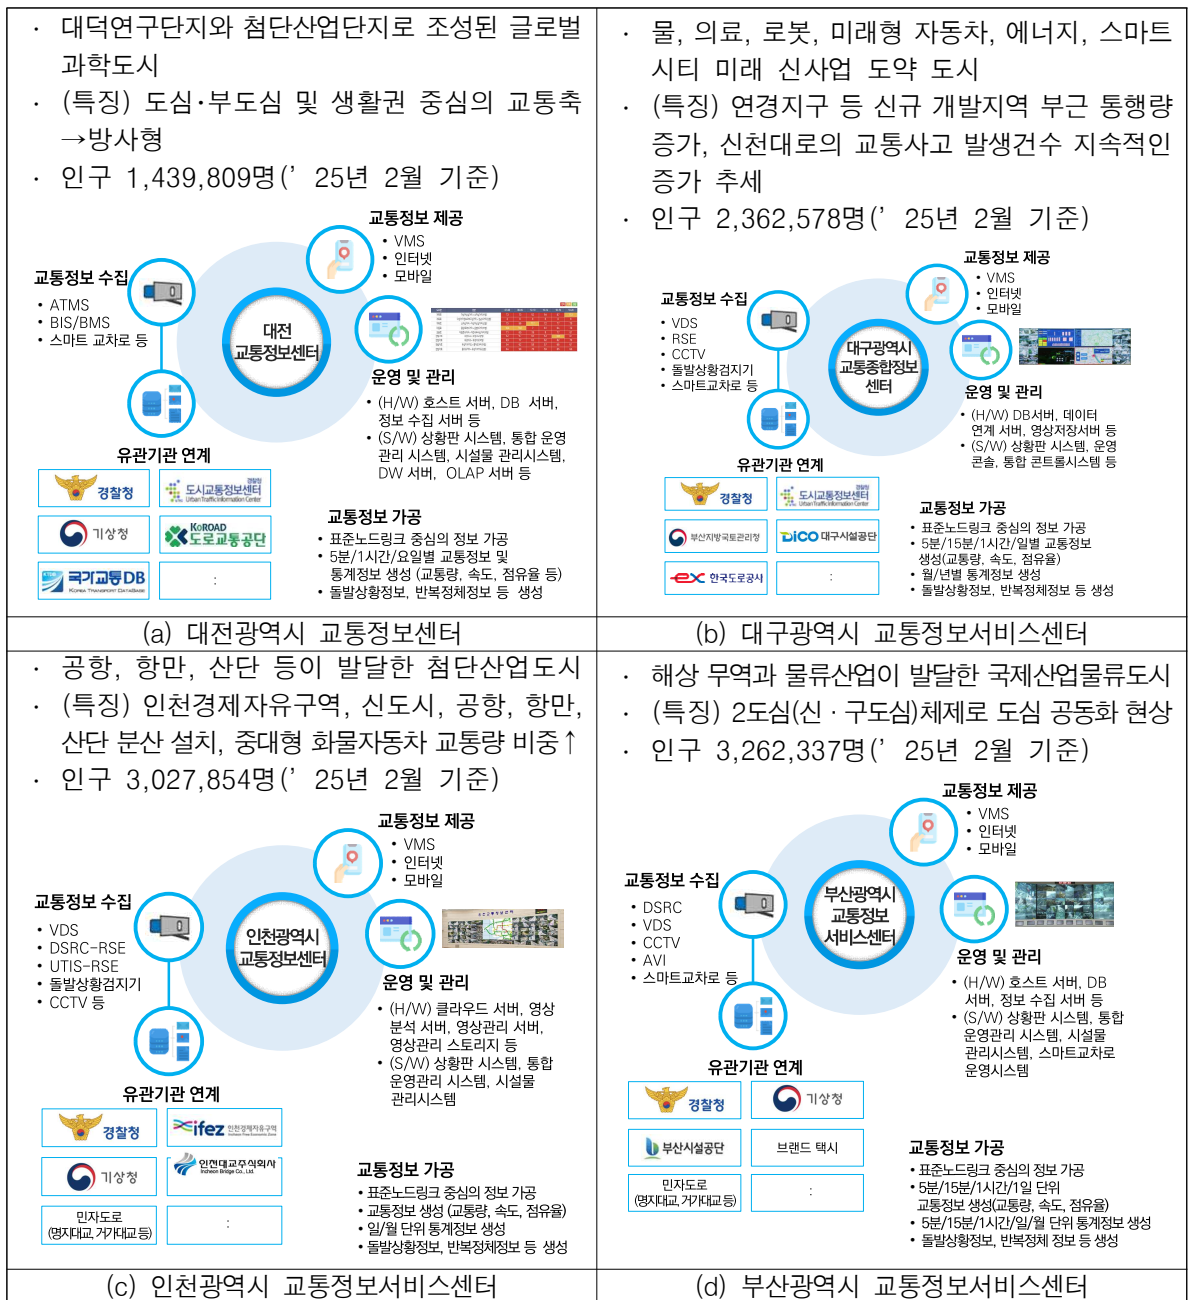 · 대덕연구단지와 첨단산업단지로 조성된 글로벌
과학도시
· (특징) 도심·부도심 및 생활권 중심의 교통축
→방사형
· 인구 1,439,809명(’ 25년 2월 기준)
교통정보 제공
• VMS
• 인터넷
• 모바일
교통정보 수집
• ATMS
• BIS/BMS
• 스마트 교차로 등
대전
교통정보센터
운영 및 관리
• (H/W) 호스트 서버, DB 서버,
정보 수집 서버 등
• (S/W) 상황판 시스템, 통합 운영
관리 시스템, 시설물 관리시스템,
DW 서버, OLAP 서버 등
유관기관 연계
경찰청
경찰청
도시교통정보센터
Urban Traffic Information Center
기상청
KoROAD
도로교통공단
KTDB
국가교통DB
KOREA TRANSPORT DATABASE
:
교통정보 가공
• 표준노드링크 중심의 정보 가공
• 5분/1시간/요일별 교통정보 및
통계정보 생성 (교통량, 속도, 점유율 등)
• 돌발상황정보, 반복정체정보 등 생성
(a) 대전광역시 교통정보센터
· 물, 의료, 로봇, 미래형 자동차, 에너지, 스마트
시티 미래 신사업 도약 도시
· (특징) 연경지구 등 신규 개발지역 부근 통행량
증가, 신천대로의 교통사고 발생건수 지속적인
증가 추세
· 인구 2,362,578명(’ 25년 2월 기준)
교통정보 제공
• VMS
• 인터넷
• 모바일
교통정보 수집
• VDS
• RSE
• CCTV
• 돌발상황검지기
• 스마트교차로 등
대구광역시
교통종합정보
센터
운영 및 관리
• (H/W) DB서버, 데이터
연계 서버, 영상저장서버 등
• (S/W) 상황판 시스템, 운영
콘솔, 통합 콘트롤시스템 등
유관기관 연계
경찰청
경찰청
도시교통정보센터
Urban Traffic Information Center
부산지방국토관리청
DICO 대구시설공단
ex 한국도로공사
:
교통정보 가공
• 표준노드링크 중심의 정보 가공
• 5분/15분/1시간/일별 교통정보
생성(교통량, 속도, 점유율)
• 월/년별 통계정보 생성
• 돌발상황정보, 반복정체정보 등 생성
(b) 대구광역시 교통정보서비스센터
· 공항, 항만, 산단 등이 발달한 첨단산업도시
· (특징) 인천경제자유구역, 신도시, 공항, 항만,
산단 분산 설치, 중대형 화물자동차 교통량 비중↑
· 인구 3,027,854명(’ 25년 2월 기준)
교통정보 제공
• VMS
• 인터넷
• 모바일
교통정보 수집
• VDS
• DSRC-RSE
• UTIS-RSE
• 돌발상황검지기
• CCTV 등
인천광역시
교통정보센터
운영 및 관리
• (H/W) 클라우드 서버, 영상
분석 서버, 영상관리 서버,
영상관리 스토리지 등
• (S/W) 상황판 시스템, 통합
운영관리 시스템, 시설물
관리시스템
유관기관 연계
경찰청
ifez 인천경제자유구역
Incheon Free Economic Zone
기상청
인천대교주식회사
Incheon Bridge Co., Ltd.
민자도로
(명지대교, 거가대교 등)
:
교통정보 가공
• 표준노드링크 중심의 정보 가공
• 교통정보 생성 (교통량, 속도, 점유율)
• 일/월 단위 통계정보 생성
• 돌발상황정보, 반복정체정보 등 생성
(c) 인천광역시 교통정보서비스센터
· 해상 무역과 물류산업이 발달한 국제산업물류도시
· (특징) 2도심(신·구도심)체제로 도심 공동화 현상
· 인구 3,262,337명(’ 25년 2월 기준)
교통정보 제공
• VMS
• 인터넷
• 모바일
교통정보 수집
• DSRC
• VDS
• CCTV
• AVI
• 스마트교차로 등
부산광역시
교통정보
서비스센터
운영 및 관리
• (H/W) 호스트 서버, DB
서버, 정보 수집 서버 등
• (S/W) 상황판 시스템, 통합
운영관리 시스템, 시설물
관리시스템, 스마트교차로
운영시스템
유관기관 연계
경찰청
기상청
부산시설공단
브랜드 택시
민자도로
(명지대교, 거가대교 등)
:
교통정보 가공
• 표준노드링크 중심의 정보 가공
• 5분/15분/1시간/1일 단위
교통정보 생성(교통량, 속도, 점유율)
• 5분/15분/1시간/일/월 단위 통계정보 생성
• 돌발상황정보, 반복정체 정보 등 생성
(d) 부산광역시 교통정보서비스센터